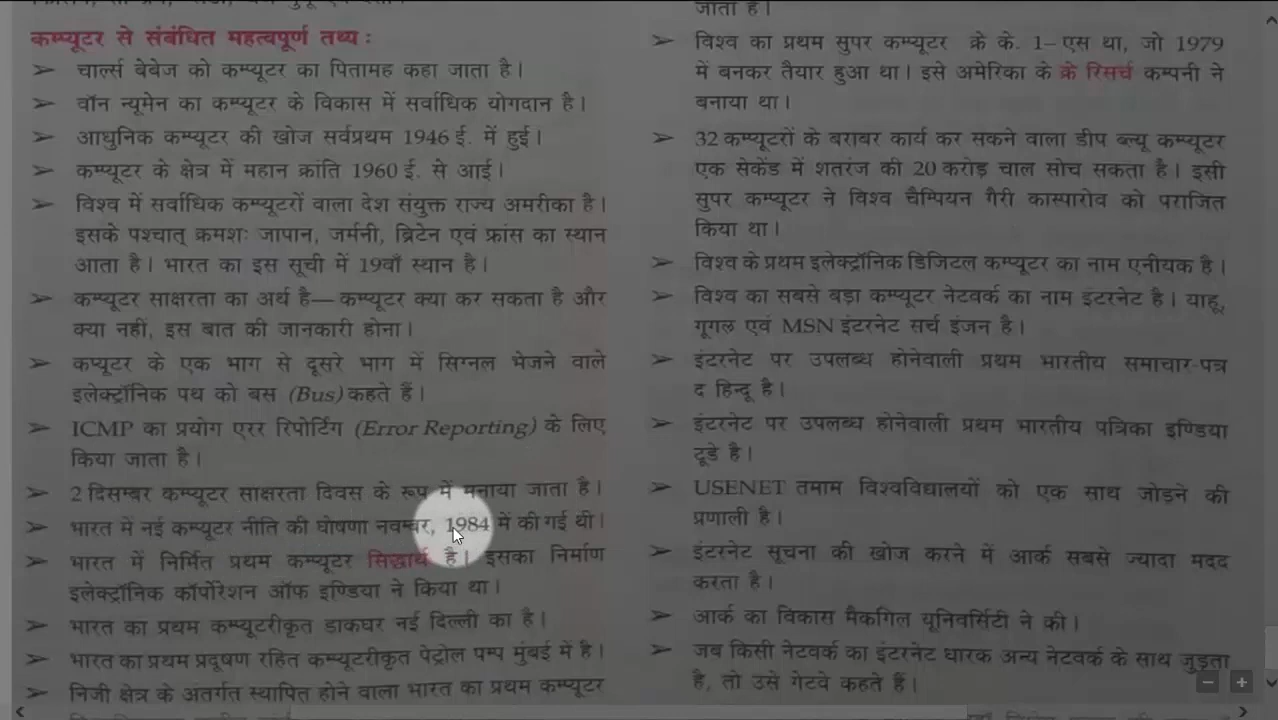 कम्प्यूटर से संबंधित महत्वपूर्ण तथ्य :
➢ चार्ल्स बेबेज को कम्प्यूटर का पितामह कहा जाता है।
➢ वॉन न्यूमेन का कम्प्यूटर के विकास में सर्वाधिक योगदान है।
➢ आधुनिक कम्प्यूटर की खोज सर्वप्रथम 1946 ई. में हुई।
➢ कम्प्यूटर के क्षेत्र में महान क्रांति 1960 ई. से आई।
➢ विश्व में सर्वाधिक कम्प्यूटरों वाला देश संयुक्त राज्य अमरीका है।
इसके पश्चात् क्रमशः जापान, जर्मनी, ब्रिटेन एवं फ्रांस का स्थान
आता है। भारत का इस सूची में 19वाँ स्थान है।
➢ कम्प्यूटर साक्षरता का अर्थ है— कम्प्यूटर क्या कर सकता है और
क्या नहीं, इस बात की जानकारी होना।
➢ कप्यूटर के एक भाग से दूसरे भाग में सिग्नल भेजने वाले
इलेक्ट्रॉनिक पथ को बस (Bus) कहते हैं।
➢ ICMP का प्रयोग एरर रिपोर्टिंग (Error Reporting) के लिए
किया जाता है।
➢ 2 दिसम्बर कम्प्यूटर साक्षरता दिवस के रूप में मनाया जाता है।
➢ भारत में नई कम्प्यूटर नीति की घोषणा नवम्बर, 1984 में की गई थी।
➢ भारत में निर्मित प्रथम कम्प्यूटर सिद्धार्थ है। इसका निर्माण
इलेक्ट्रॉनिक कॉर्पोरेशन ऑफ इण्डिया ने किया था।
➢ भारत का प्रथम कम्प्यूटरीकृत डाकघर नई दिल्ली का है।
➢ भारत का प्रथम प्रदूषण रहित कम्प्यूटरीकृत पेट्रोल पम्प मुंबई में है।
➢ निजी क्षेत्र के अंतर्गत स्थापित होने वाला भारत का प्रथम कम्प्यूटर
जाता है।
➢ विश्व का प्रथम सुपर कम्प्यूटर क्रे के. 1– एस था, जो 1979
में बनकर तैयार हुआ था। इसे अमेरिका के क्रे रिसर्च कम्पनी ने
बनाया था।
➢ 32 कम्प्यूटरों के बराबर कार्य कर सकने वाला डीप ब्ल्यू कम्प्यूटर
एक सेकेंड में शतरंज की 20 करोड़ चाल सोच सकता है। इसी
सुपर कम्प्यूटर ने विश्व चैम्पियन गैरी कास्पारोव को पराजित
किया था।
➢ विश्व के प्रथम इलेक्ट्रॉनिक डिजिटल कम्प्यूटर का नाम एनीयक है।
➢ विश्व का सबसे बड़ा कम्प्यूटर नेटवर्क का नाम इंटरनेट है। याहू,
गूगल एवं MSN इंटरनेट सर्च इंजन है।
➢ इंटरनेट पर उपलब्ध होनेवाली प्रथम भारतीय समाचार-पत्र
द हिन्दू है।
➢ इंटरनेट पर उपलब्ध होनेवाली प्रथम भारतीय पत्रिका इण्डिया
टूडे है।
➢ USENET तमाम विश्वविद्यालयों को एक साथ जोड़ने की
प्रणाली है।
➢ इंटरनेट सूचना की खोज करने में आर्क सबसे ज्यादा मदद
करता है।
➢ आर्क का विकास मैकगिल यूनिवर्सिटी ने की।
➢ जब किसी नेटवर्क का इंटरनेट धारक अन्य नेटवर्क के साथ जुड़ता
है, तो उसे गेटवे कहते हैं।